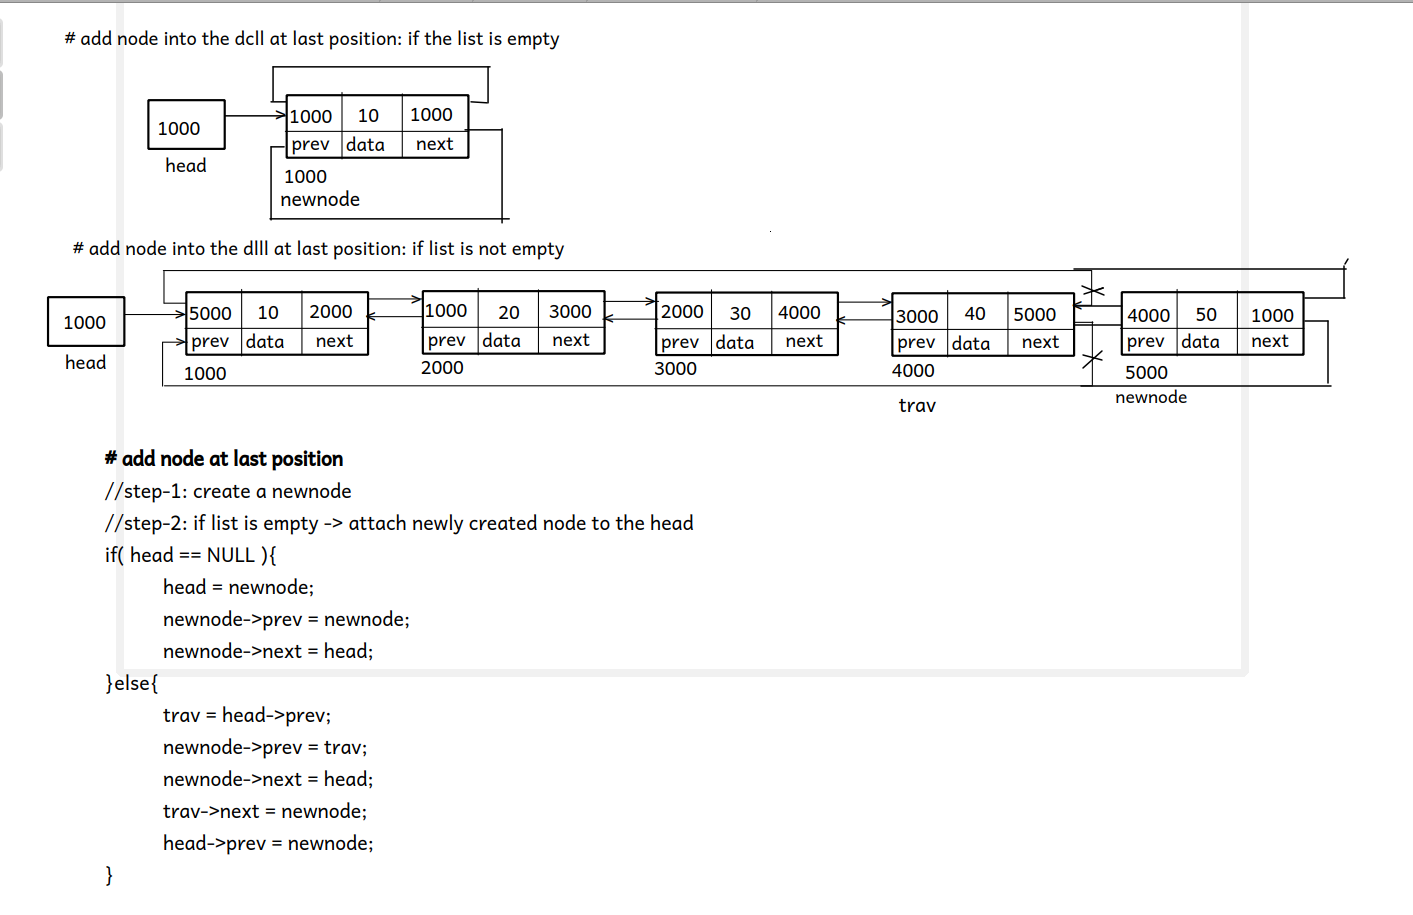 # add node into the dcll at last position: if the list is empty
1000 10 1000
1000
prev data next
head
1000
newnode
# add node into the dlll at last position: if list is not empty
5000 10 2000 1000 20 3000 2000 30 4000 3000 40 5000 4000 50 1000
1000
prev data next prev data next prev data next prev data next prev data next
head
1000 2000 3000 4000 5000
trav newnode
# add node at last position
//step-1: create a newnode
//step-2: if list is empty -> attach newly created node to the head
if( head == NULL ){
head = newnode;
newnode->prev = newnode;
newnode->next = head;
}else{
trav = head->prev;
newnode->prev = trav;
newnode->next = head;
trav->next = newnode;
head->prev = newnode;
}